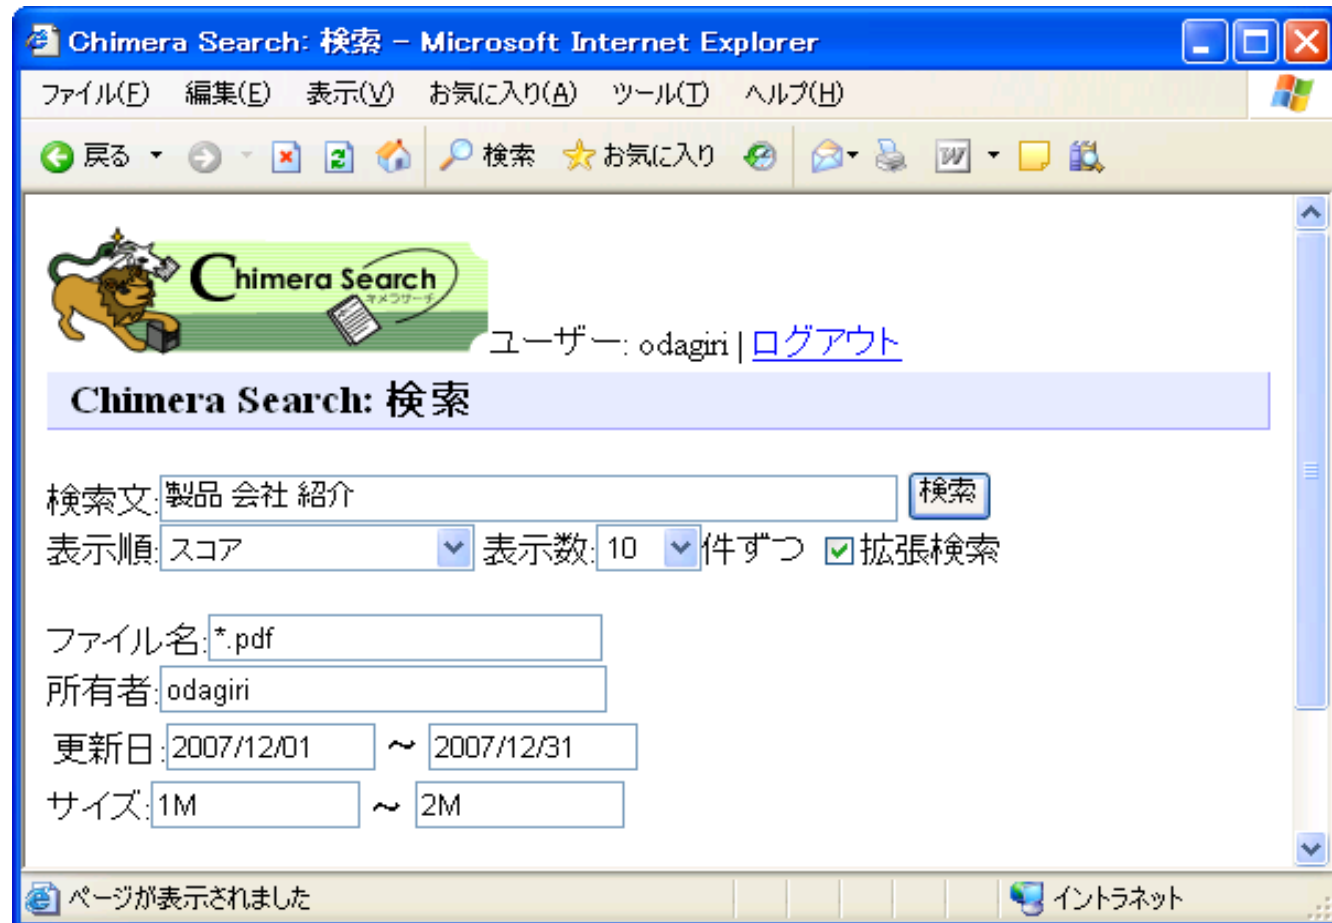 Chimera Search: 検索 - Microsoft Internet Explorer
ファイル(F) 編集(E) 表示(V) お気に入り(A) ツール(T) ヘルプ(H)
戻る 検索 お気に入り
Chimera Search
キメラサーチ
ユーザー: odagiri | ログアウト
Chimera Search: 検索
検索文: 製品 会社 紹介 検索
表示順: スコア 表示数: 10 件ずつ 拡張検索
ファイル名: *.pdf
所有者: odagiri
更新日: 2007/12/01 ～ 2007/12/31
サイズ: 1M ～ 2M
ページが表示されました イントラネット